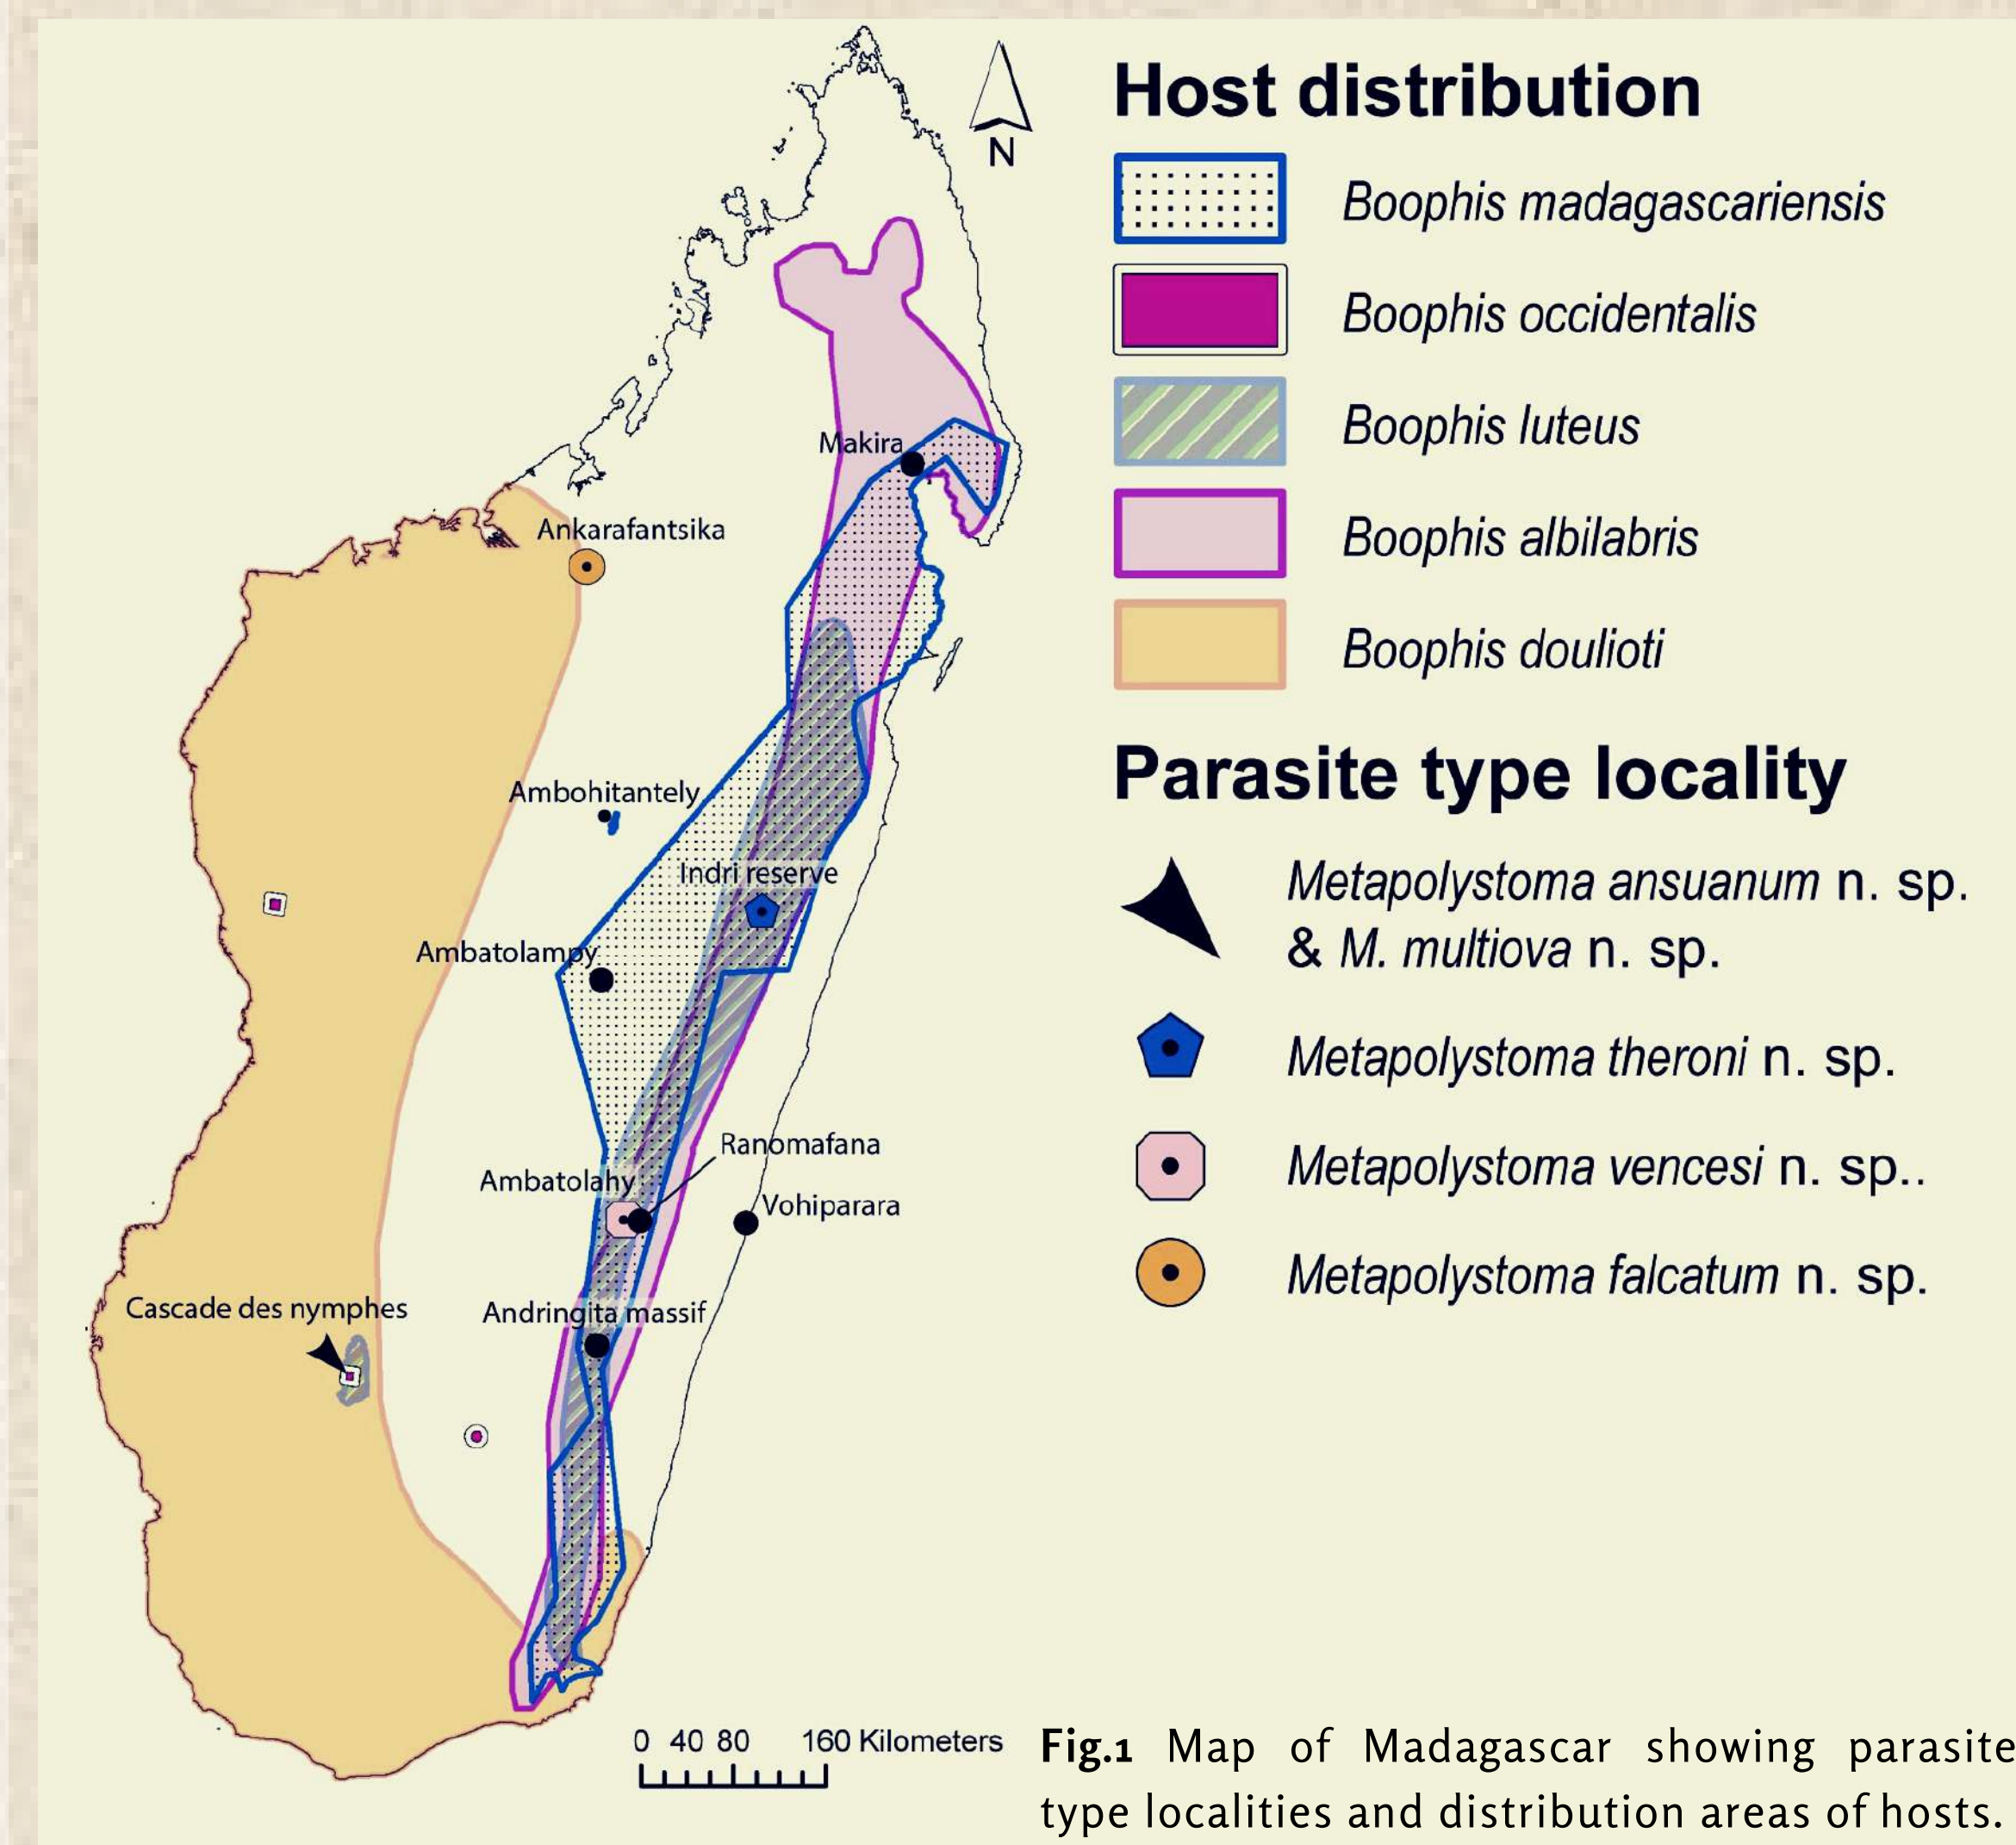 N
Makira
Ankarafantsika
Ambohitantely
Indri reserve
Ambatolampy
Ranomafana
Ambatolahy
Vohiparara
Cascade des nymphes
Andringita massif
0 40 80 160 Kilometers
Host distribution
Boophis madagascariensis
Boophis occidentalis
Boophis luteus
Boophis albilabris
Boophis doulioti
Parasite type locality
Metapolystoma ansuanum n. sp.
& M. multiova n. sp.
Metapolystoma theroni n. sp.
Metapolystoma vencesi n. sp..
Metapolystoma falcatum n. sp.
Fig.1 Map of Madagascar showing parasite
type localities and distribution areas of hosts.